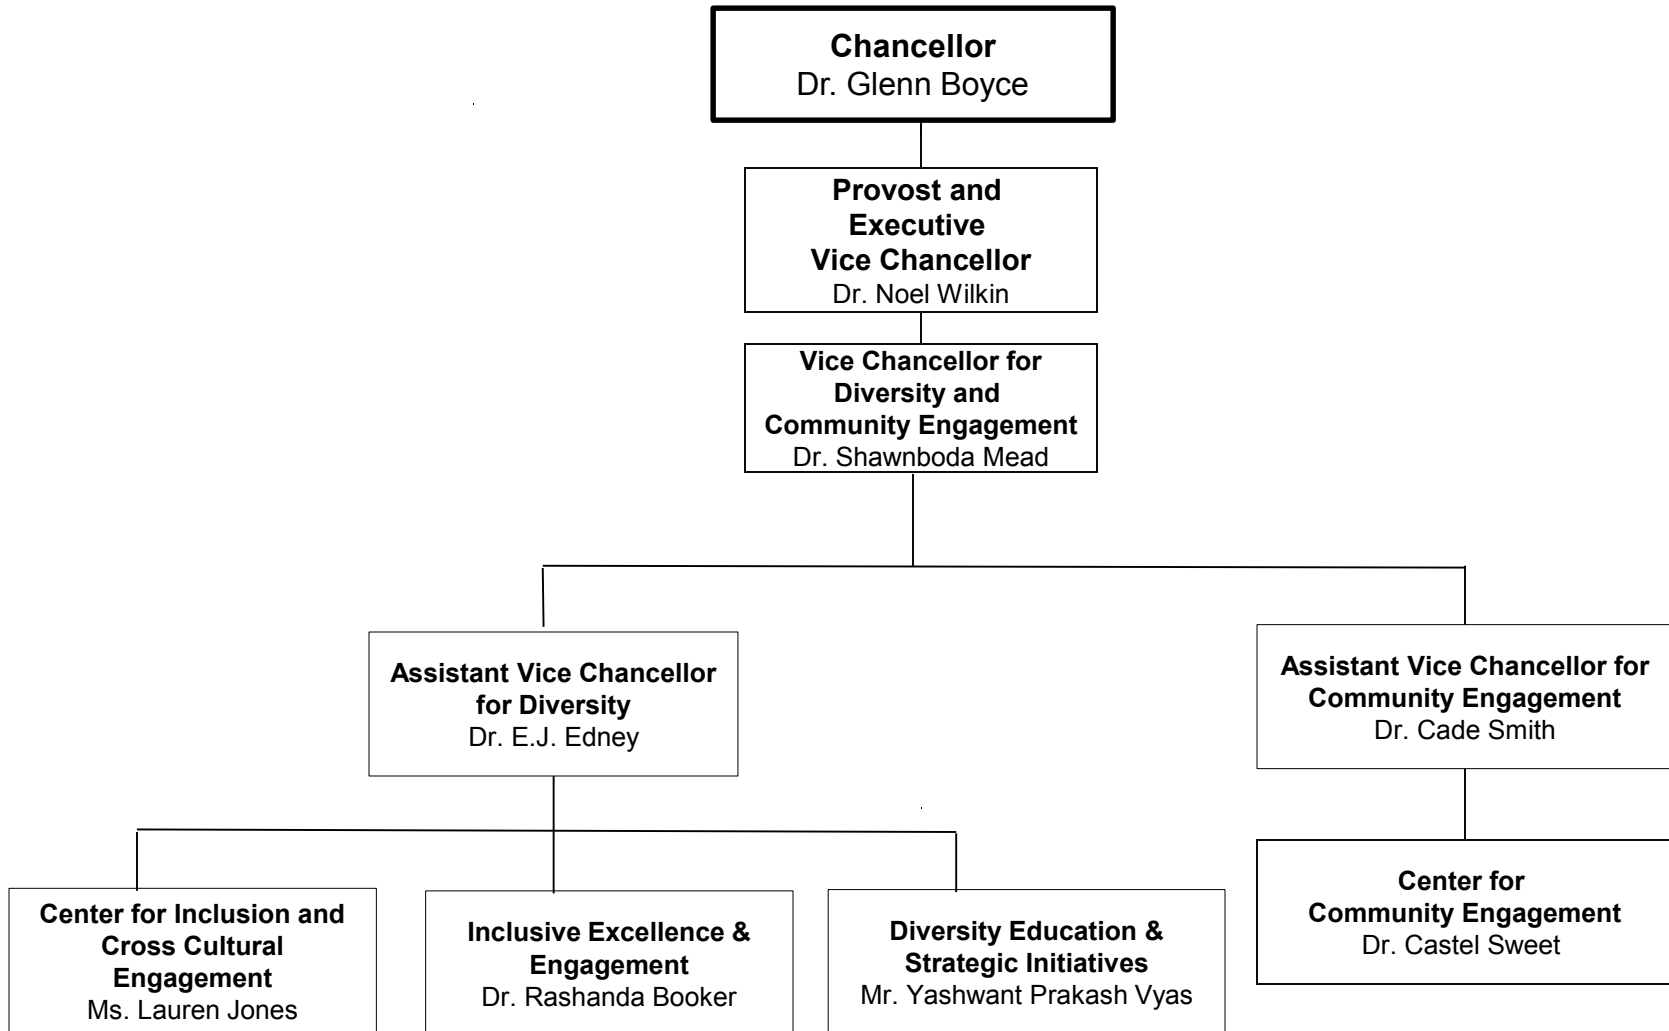 Chancellor
Dr. Glenn Boyce
Provost and
Executive
Vice Chancellor
Dr. Noel Wilkin
Vice Chancellor for
Diversity and
Community Engagement
Dr. Shawnboda Mead
Assistant Vice Chancellor
for Diversity
Dr. E.J. Edney
Assistant Vice Chancellor for
Community Engagement
Dr. Cade Smith
Center for Inclusion and
Cross Cultural
Engagement
Ms. Lauren Jones
Inclusive Excellence &
Engagement
Dr. Rashanda Booker
Diversity Education &
Strategic Initiatives
Mr. Yashwant Prakash Vyas
Center for
Community Engagement
Dr. Castel Sweet